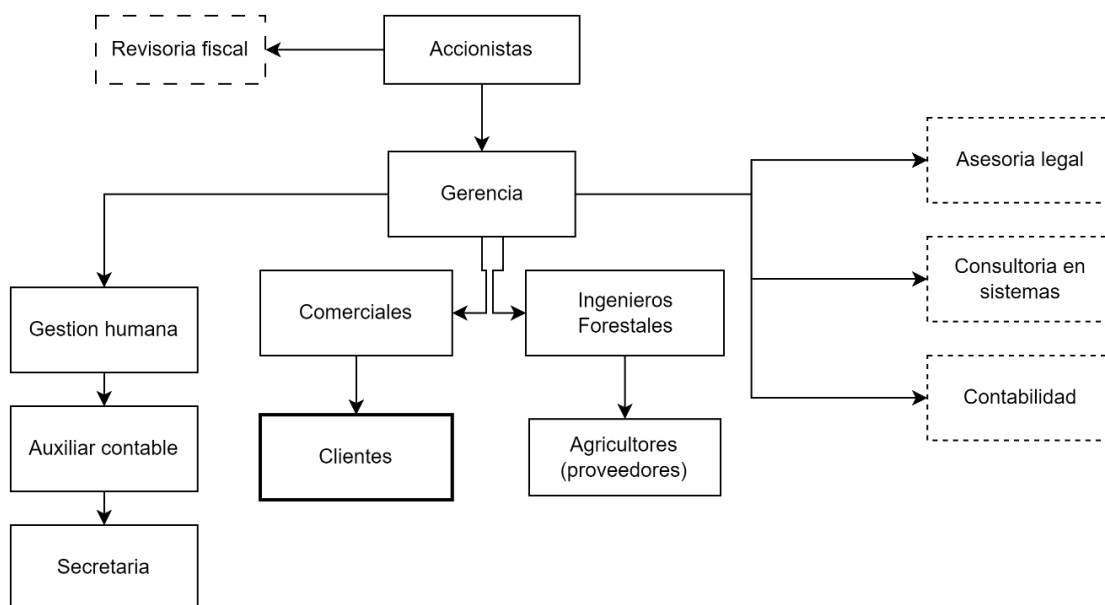 Revisoria fiscal
Accionistas
Gerencia
Asesoria legal
Consultoria en
sistemas
Contabilidad
Comerciales
Ingenieros
Forestales
Gestion humana
Auxiliar contable
Clientes
Agricultores
(proveedores)
Secretaria